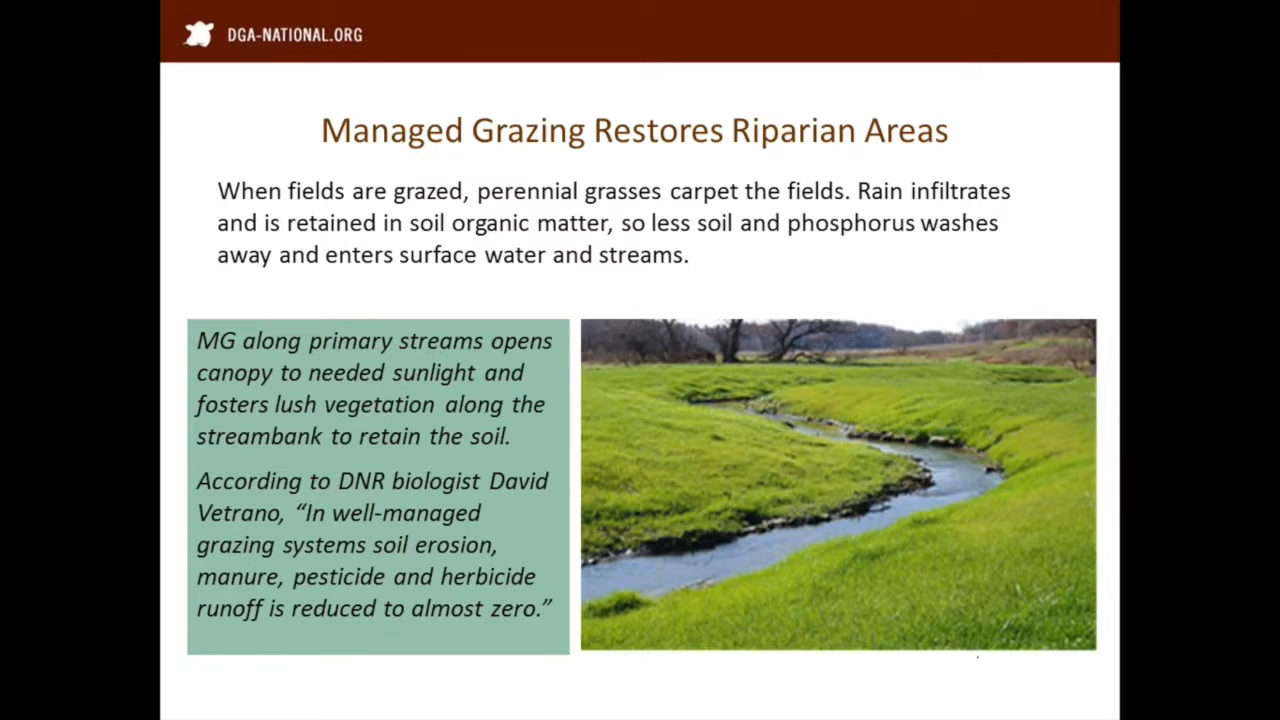 DGA-NATIONAL.ORG
Managed Grazing Restores Riparian Areas
When fields are grazed, perennial grasses carpet the fields. Rain infiltrates
and is retained in soil organic matter, so less soil and phosphorus washes
away and enters surface water and streams.
MG along primary streams opens
canopy to needed sunlight and
fosters lush vegetation along the
streambank to retain the soil.
According to DNR biologist David
Vetrano, “In well-managed
grazing systems soil erosion,
manure, pesticide and herbicide
runoff is reduced to almost zero.”